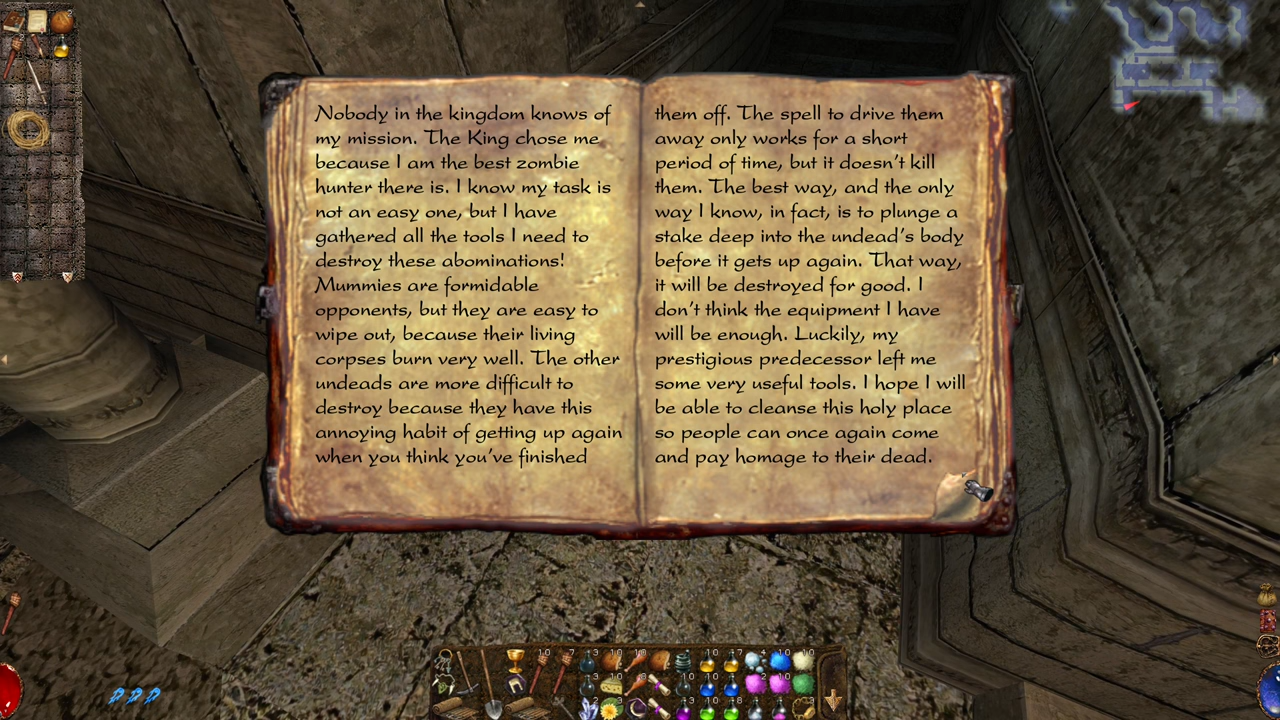 Nobody in the kingdom knows of
my mission. The King chose me
because I am the best zombie
hunter there is. I know my task is
not an easy one, but I have
gathered all the tools I need to
destroy these abominations!
Mummies are formidable
opponents, but they are easy to
wipe out, because their living
corpses burn very well. The other
undeads are more difficult to
destroy because they have this
annoying habit of getting up again
when you think you've finished
them off. The spell to drive them
away only works for a short
period of time, but it doesn't kill
them. The best way, and the only
way I know, in fact, is to plunge a
stake deep into the undead's body
before it gets up again. That way,
it will be destroyed for good. I
don't think the equipment I have
will be enough. Luckily, my
prestigious predecessor left me
some very useful tools. I hope I will
be able to cleanse this holy place
so people can once again come
and pay homage to their dead.